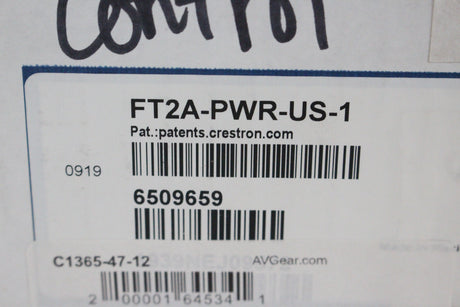 Control
FT2A-PWR-US-1
Pat.:patents.crestron.com
0919
6509659
C1365-47-12 AVGear.com
2 00001 64534 1